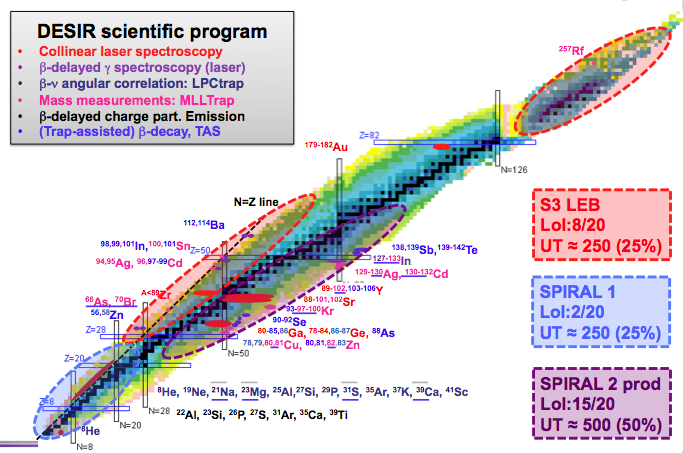 DESIR scientific program
• Collinear laser spectroscopy
• β-delayed γ spectroscopy (laser)
• β-ν angular correlation: LPCtrap
• Mass measurements: MLLTrap
• β-delayed charge part. Emission
• (Trap-assisted) β-decay, TAS
257Rf
179-182Au
Z=82
N=126
N=Z line
112,114Ba
98,99,101In, 100,101Sn
Z=50
94,95Ag, 96,97-99Cd
138,139Sb, 139-142Te
127-133In
129-130Ag, 130-132Cd
66As, 70Br
A<80Zr
89-102,103-106Y
88-101-102Sr
56,58Zn
93-97-100Kr
90-92Se
Z=28
80-85,86Ga, 78-84,86-87Ge, 88As
78,79,80,81Cu, 80,81,82,83Zn
N=50
Z=20
Z=8
8He, 19Ne, 21Na, 23Mg, 25Al, 27Si, 29P, 31S, 35Ar, 37K, 39Ca, 41Sc
N=28
22Al, 23Si, 26P, 27S, 31Ar, 35Ca, 39Ti
N=20
8He
N=8
S3 LEB
LoI:8/20
UT ≈ 250 (25%)
SPIRAL 1
LoI:2/20
UT ≈ 250 (25%)
SPIRAL 2 prod
LoI:15/20
UT ≈ 500 (50%)